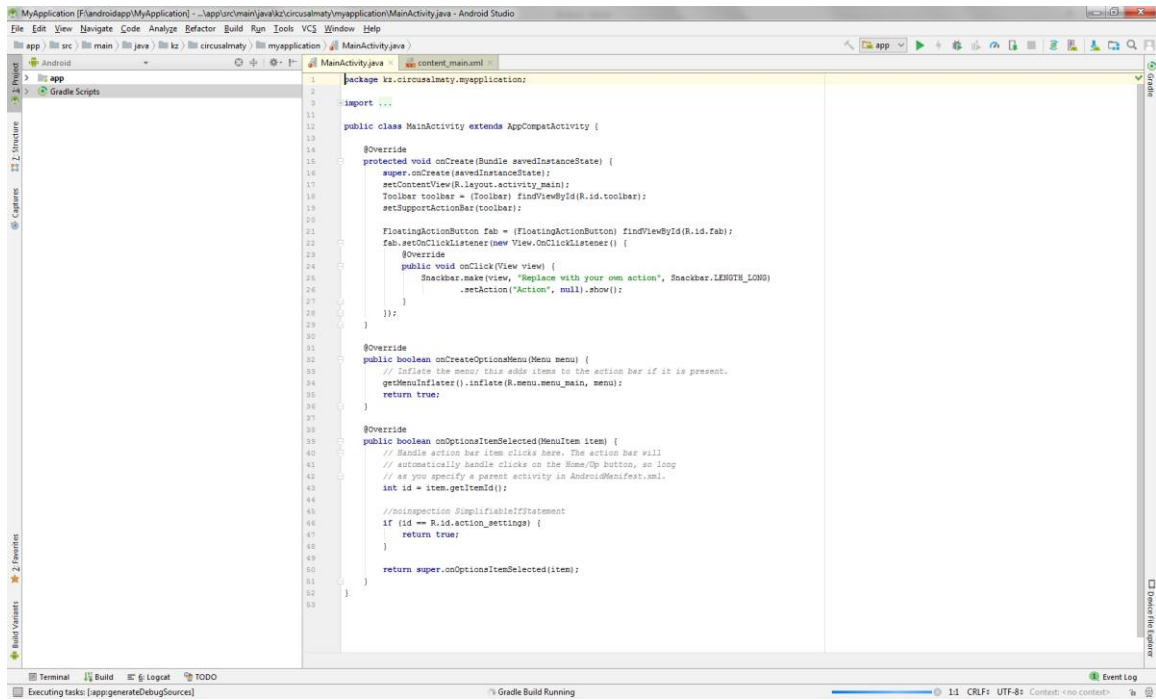 MyApplication [F:\androidapp\MyApplication] - ...\app\src\main\java\kz\circusalmaty\myapplication\MainActivity.java - Android Studio
File Edit View Navigate Code Analyze Refactor Build Run Tools VCS Window Help
app src main java kz circusalmaty myapplication MainActivity.java
app
Android
MainActivity.java content_main.xml
1: Project
app
Gradle Scripts
Z: Structure
Captures
2: Favorites
Build Variants
Gradle
Device File Explorer
1 package kz.circusalmaty.myapplication;
2
3 import ...
11
12 public class MainActivity extends AppCompatActivity {
13
14 @Override
15 protected void onCreate(Bundle savedInstanceState) {
16 super.onCreate(savedInstanceState);
17 setContentView(R.layout.activity_main);
18 Toolbar toolbar = (Toolbar) findViewById(R.id.toolbar);
19 setSupportActionBar(toolbar);
20
21 FloatingActionButton fab = (FloatingActionButton) findViewById(R.id.fab);
22 fab.setOnClickListener(new View.OnClickListener() {
23 @Override
24 public void onClick(View view) {
25 Snackbar.make(view, "Replace with your own action", Snackbar.LENGTH_LONG)
26 .setAction("Action", null).show();
27 }
28 });
29 }
30
31 @Override
32 public boolean onCreateOptionsMenu(Menu menu) {
33 // Inflate the menu; this adds items to the action bar if it is present.
34 getMenuInflater().inflate(R.menu.menu_main, menu);
35 return true;
36 }
37
38 @Override
39 public boolean onOptionsItemSelected(MenuItem item) {
40 // Handle action bar item clicks here. The action bar will
41 // automatically handle clicks on the Home/Up button, so long
42 // as you specify a parent activity in AndroidManifest.xml.
43 int id = item.getItemId();
44
45 //noinspection SimplifiableIfStatement
46 if (id == R.id.action_settings) {
47 return true;
48 }
49
50 return super.onOptionsItemSelected(item);
51 }
52 }
53
Terminal Build 6: Logcat TODO Event Log
Executing tasks: [:app:generateDebugSources] Gradle Build Running 1:1 CRLF UTF-8 Context: <no context>